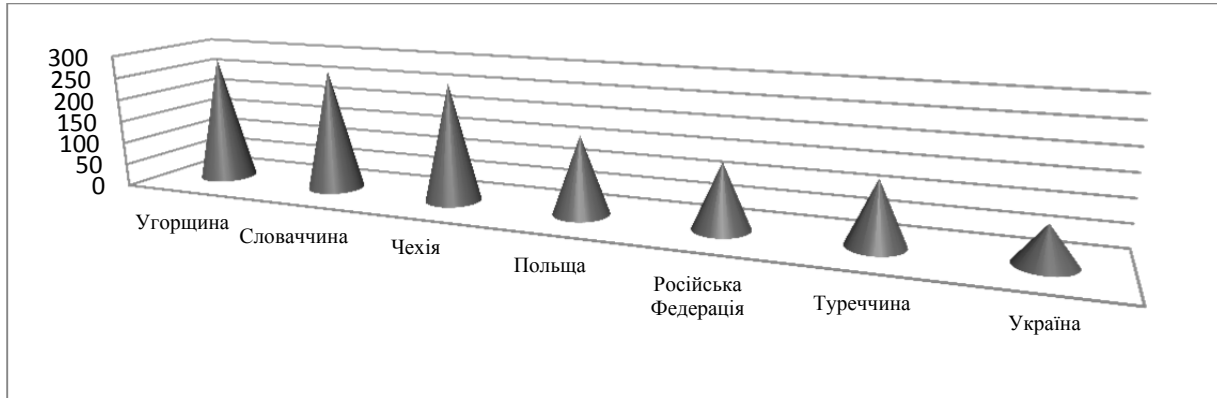 300
250
200
150
100
50
0
Угорщина
Словаччина
Чехія
Польща
Російська
Федерація
Туреччина
Україна